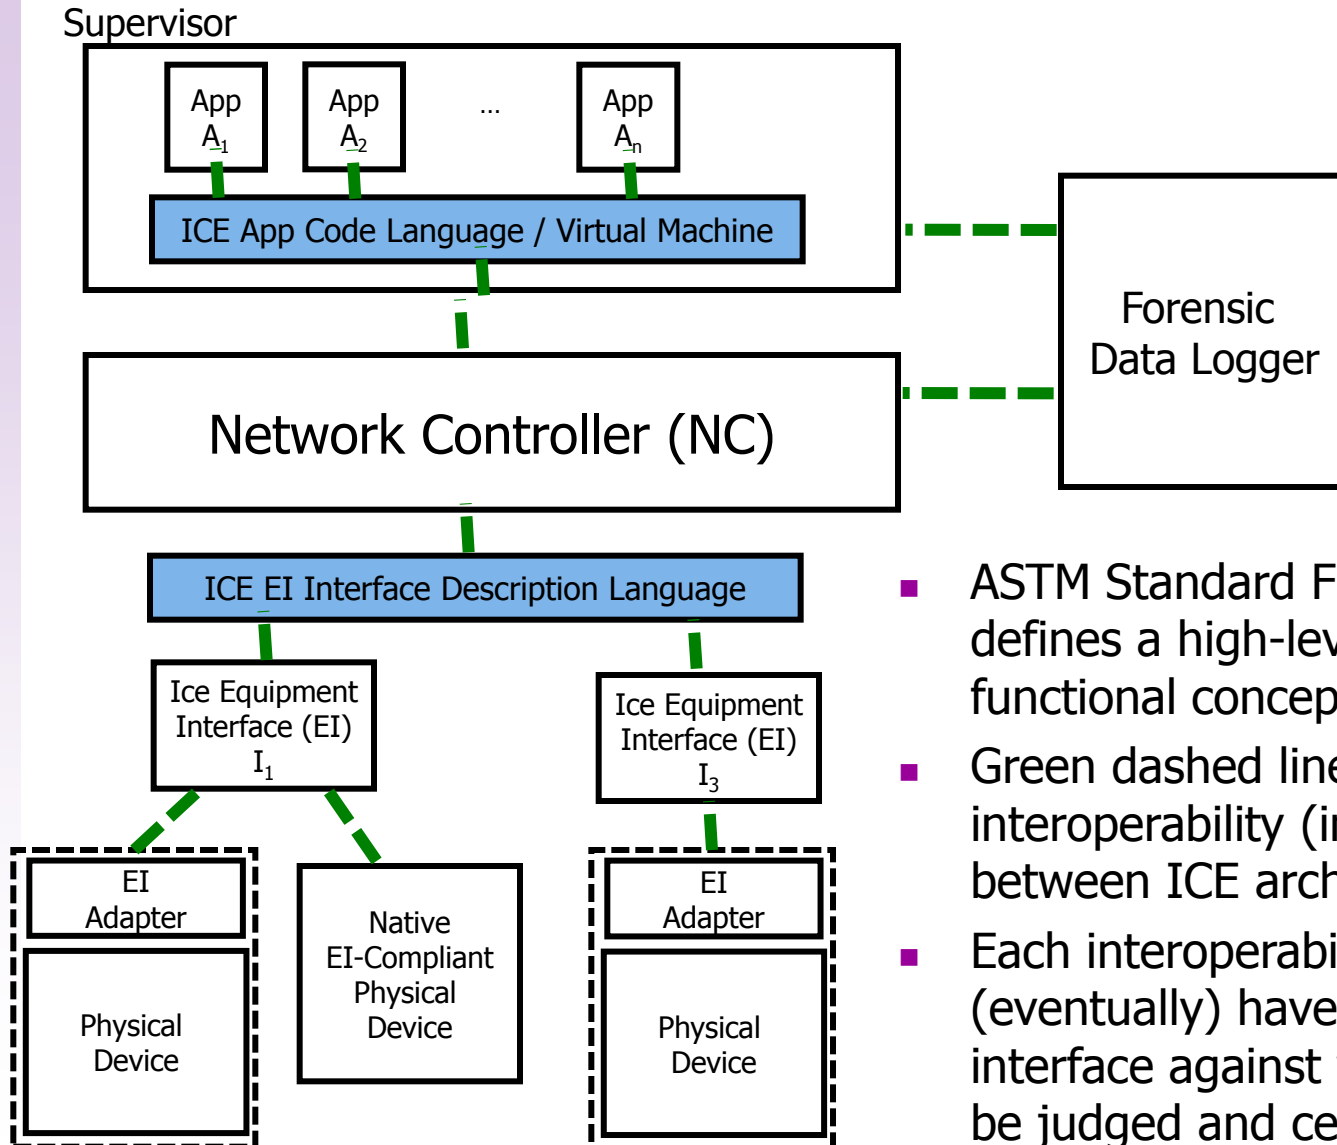 Supervisor
App
A1
App
A2
...
App
An
ICE App Code Language / Virtual Machine
Forensic
Data Logger
Network Controller (NC)
ICE EI Interface Description Language
Ice Equipment
Interface (EI)
I1
Ice Equipment
Interface (EI)
I3
EI
Adapter
Physical
Device
Native
EI-Compliant
Physical
Device
EI
Adapter
Physical
Device
ASTM Standard F
defines a high-lev
functional concep
Green dashed line
interoperability (i
between ICE arch
Each interoperabi
(eventually) have
interface against
be judged and ce